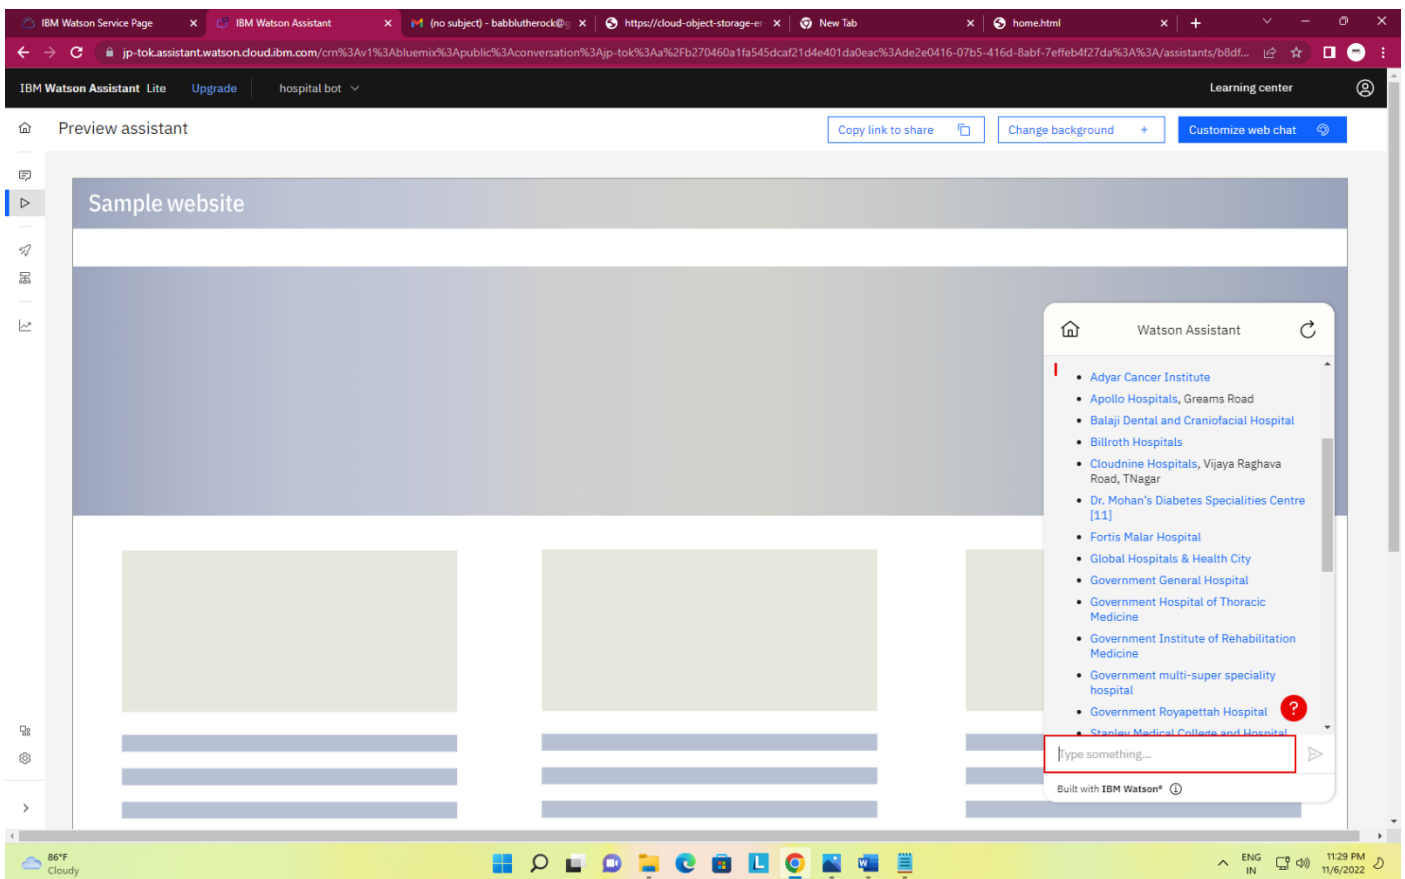 IBM Watson Service Page
IBM Watson Assistant
(no subject) - babblutherock@g
https://cloud-object-storage-er
New Tab
home.html
jp-tok.assistant.watson.cloud.ibm.com/crn%3Av1%3Abluemix%3Apublic%3Aconversation%3Ajp-tok%3Aa%2Fb270460a1fa545dcaf21d4e401da0eac%3Ade2e0416-07b5-416d-8abf-7effeb4f27da%3A%3A/assistants/b8df...
IBM Watson Assistant Lite Upgrade hospital bot Learning center
Preview assistant
Copy link to share
Change background +
Customize web chat
Sample website
Watson Assistant
• Adyar Cancer Institute
• Apollo Hospitals, Greams Road
• Balaji Dental and Craniofacial Hospital
• Billroth Hospitals
• Cloudnine Hospitals, Vijaya Raghava
Road, TNagar
• Dr. Mohan's Diabetes Specialities Centre
[11]
• Fortis Malar Hospital
• Global Hospitals & Health City
• Government General Hospital
• Government Hospital of Thoracic
Medicine
• Government Institute of Rehabilitation
Medicine
• Government multi-super speciality
hospital
• Government Royapettah Hospital
?
• Stanley Medical College and Hospital
Type something...
Built with IBM Watson®
86°F
Cloudy
ENG
IN
11:29 PM
11/6/2022